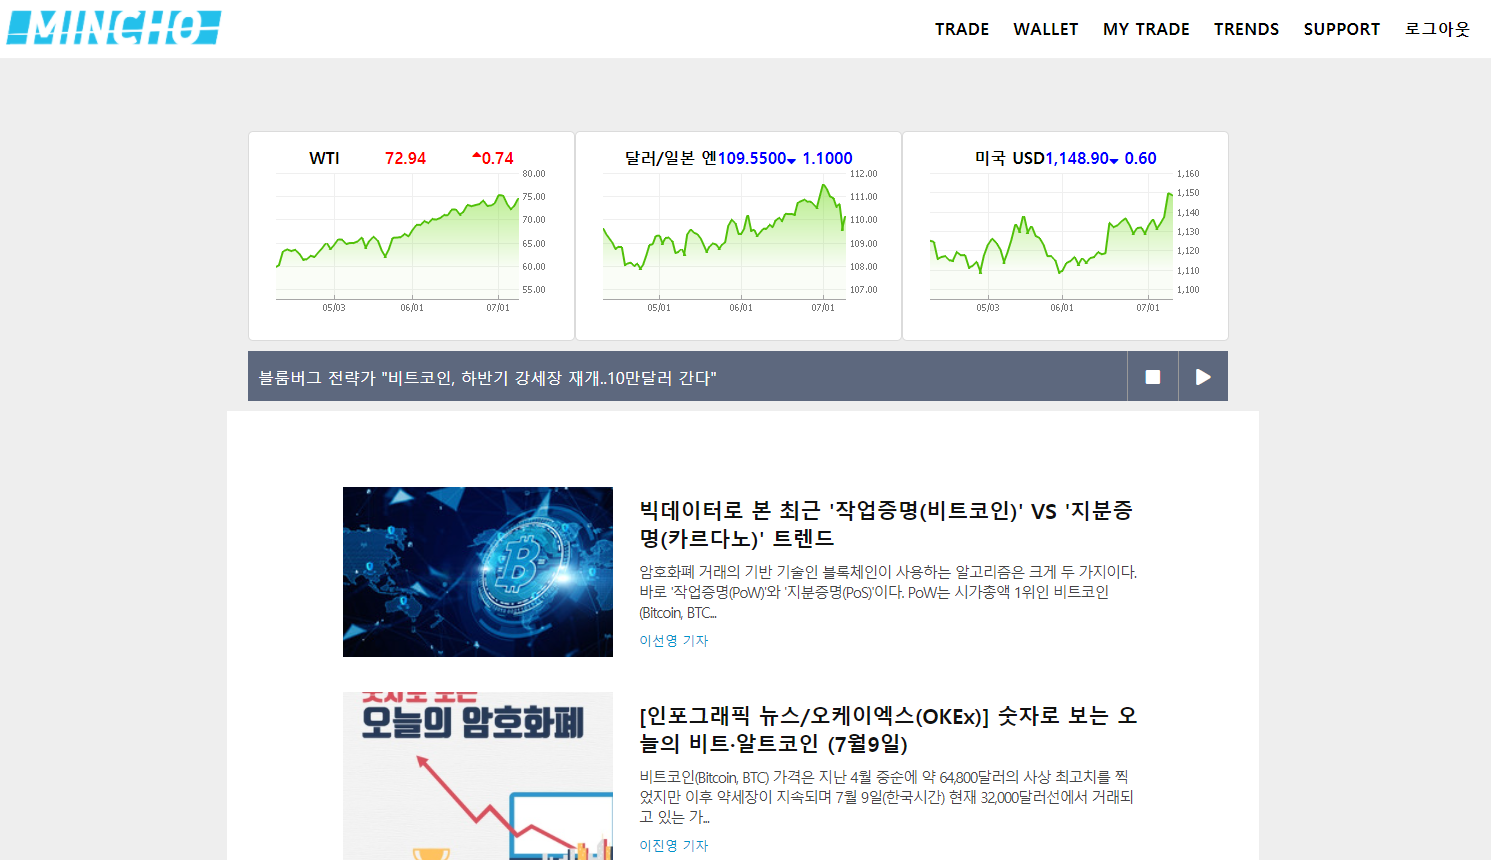 MINCHO
TRADE WALLET MY TRADE TRENDS SUPPORT 로그아웃
WTI 72.94 0.74
80.00
75.00
70.00
65.00
60.00
55.00
05/03 06/01 07/01
달러/일본 엔109.5500 1.1000
112.00
111.00
110.00
109.00
108.00
107.00
05/01 06/01 07/01
미국 USD1,148.90 0.60
1,160
1,150
1,140
1,130
1,120
1,110
1,100
05/03 06/01 07/01
블룸버그 전략가 "비트코인, 하반기 강세장 재개..10만달러 간다"
빅데이터로 본 최근 '작업증명(비트코인)' VS '지분증
명(카르다노)' 트렌드
암호화폐 거래의 기반 기술인 블록체인이 사용하는 알고리즘은 크게 두 가지이다.
바로 '작업증명(PoW)'와 '지분증명(PoS)'이다. PoW는 시가총액 1위인 비트코인
(Bitcoin, BTC...
이선영 기자
숫자로 보는
오늘의 암호화폐
[인포그래픽 뉴스/오케이엑스(OKEx)] 숫자로 보는 오
늘의 비트·알트코인 (7월9일)
비트코인(Bitcoin, BTC) 가격은 지난 4월 중순에 약 64,800달러의 사상 최고치를 찍
었지만 이후 약세장이 지속되며 7월 9일(한국시간) 현재 32,000달러선에서 거래되
고 있는 가...
이진영 기자